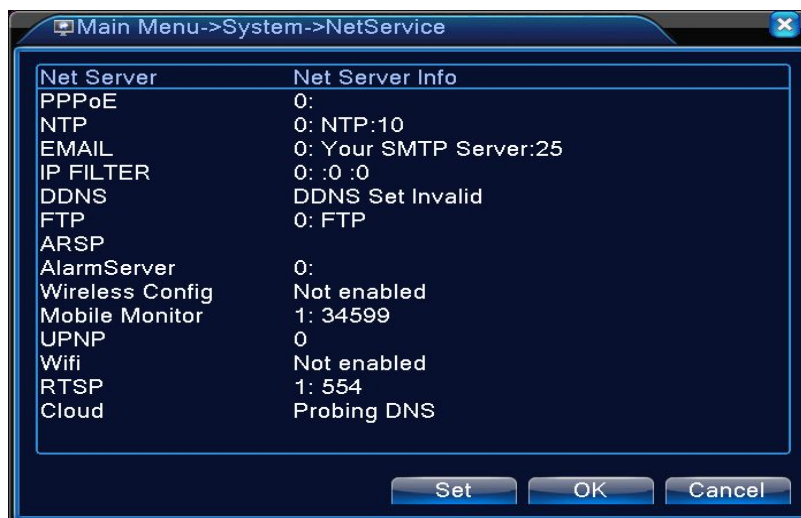 Main Menu->System->NetService
Net Server Net Server Info
PPPoE 0:
NTP 0: NTP:10
EMAIL 0: Your SMTP Server:25
IP FILTER 0: :0 :0
DDNS DDNS Set Invalid
FTP 0: FTP
ARSP
AlarmServer 0:
Wireless Config Not enabled
Mobile Monitor 1: 34599
UPNP 0
Wifi Not enabled
RTSP 1: 554
Cloud Probing DNS
Set OK Cancel